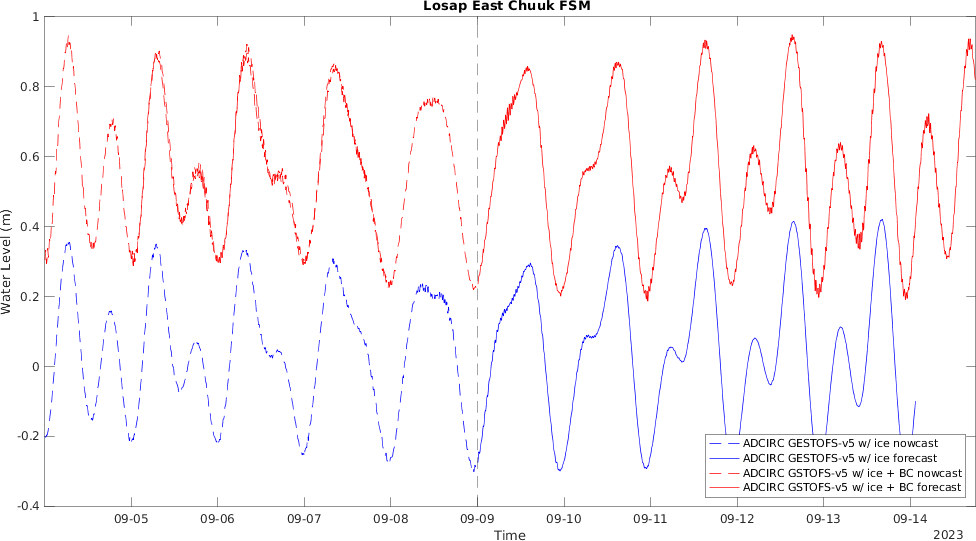 Losap East Chuuk FSM
Water Level (m)
1
0.8
0.6
0.4
0.2
0
-0.2
-0.4
ADCIRC GESTOFS-v5 w/ ice nowcast
ADCIRC GESTOFS-v5 w/ ice forecast
ADCIRC GSTOFS-v5 w/ ice + BC nowcast
ADCIRC GSTOFS-v5 w/ ice + BC forecast
09-05 09-06 09-07 09-08 09-09 09-10 09-11 09-12 09-13 09-14
Time
2023